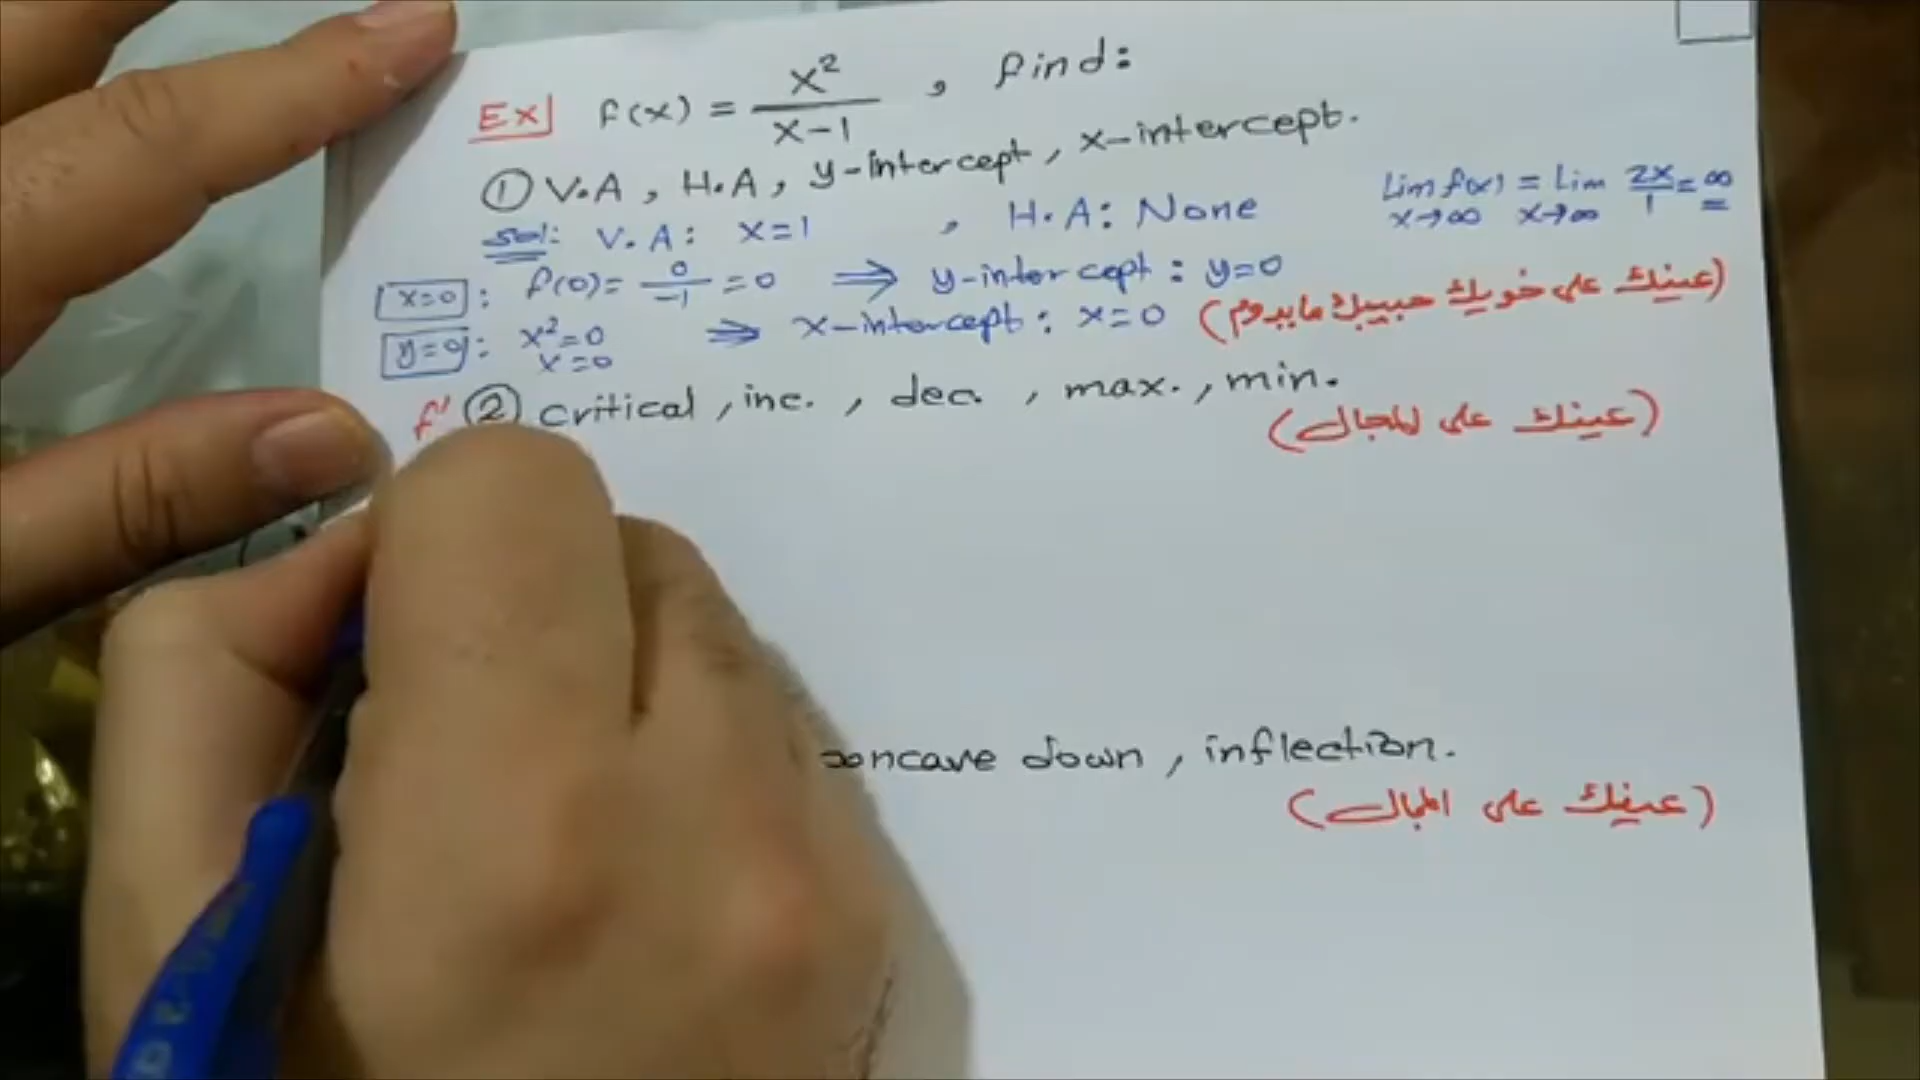 Ex] f(x) = x²/(x-1) , find:
① V.A , H.A , y-intercept , x-intercept.
Sol: V.A : x=1 , H.A: None
Lim f(x) = Lim 2x/1 = ∞
x→∞ x→∞
x=0 : f(0)= 0/-1 =0 ⇒ y-intercept : y=0
y=0 : x²=0 ⇒ x-intercept : x=0
x=0
(عينك على خويك حبيبك مايدوم)
f' ② critical , inc. , dec. , max. , min.
(عينك على المجال)
concave down , inflection.
(عينك على المجال)